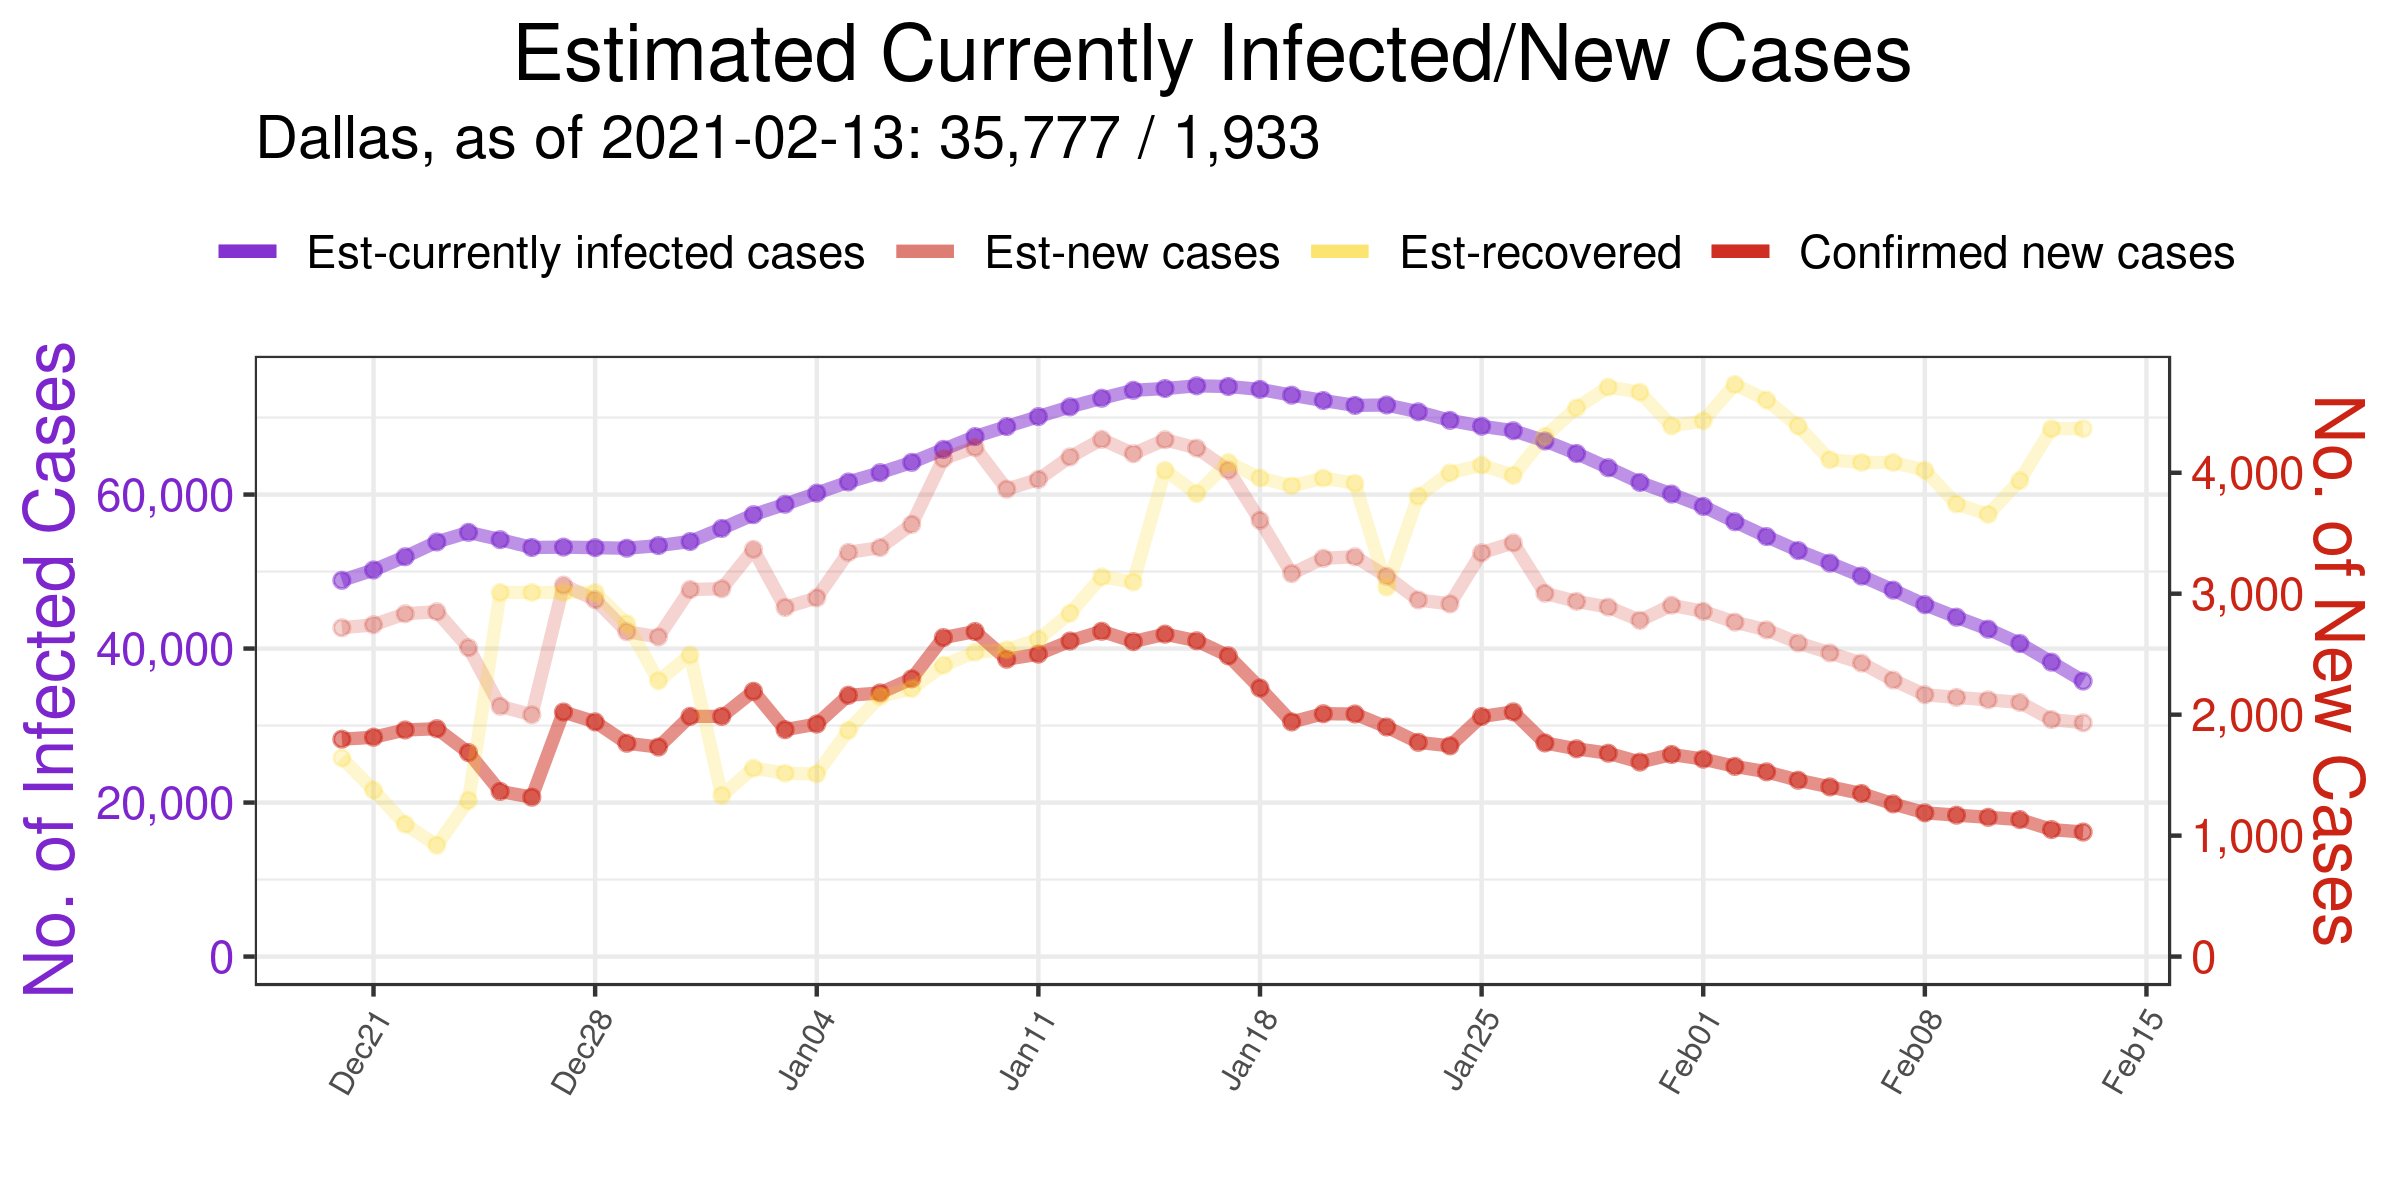 Estimated Currently Infected/New Cases
Dallas, as of 2021-02-13: 35,777 / 1,933
Est-currently infected cases Est-new cases Est-recovered Confirmed new cases
No. of Infected Cases
60,000
40,000
20,000
0
4,000
3,000
2,000
1,000
0
No. of New Cases
Dec21 Dec28 Jan04 Jan11 Jan18 Jan25 Feb01 Feb08 Feb15